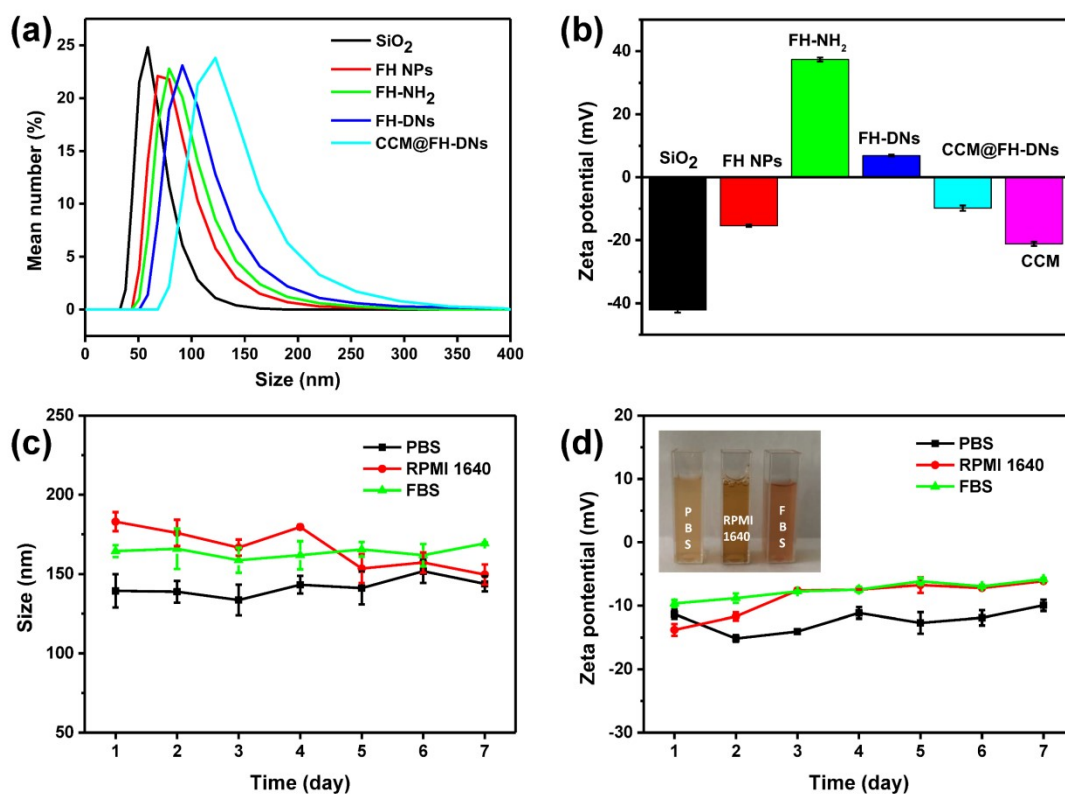 (a)
25
20
15
10
5
0
Mean number (%)
0 50 100 150 200 250 300 350 400
Size (nm)
SiO₂
FH NPs
FH-NH₂
FH-DNs
CCM@FH-DNs
(b)
40
20
0
-20
-40
Zeta potential (mV)
SiO₂
FH NPs
FH-NH₂
FH-DNs
CCM@FH-DNs
CCM
(c)
250
200
150
100
50
Size (nm)
1 2 3 4 5 6 7
Time (day)
PBS
RPMI 1640
FBS
(d)
20
10
0
-10
-20
-30
Zeta pontential (mV)
1 2 3 4 5 6 7
Time (day)
P
B
S
RPMI
1640
F
B
S
PBS
RPMI 1640
FBS